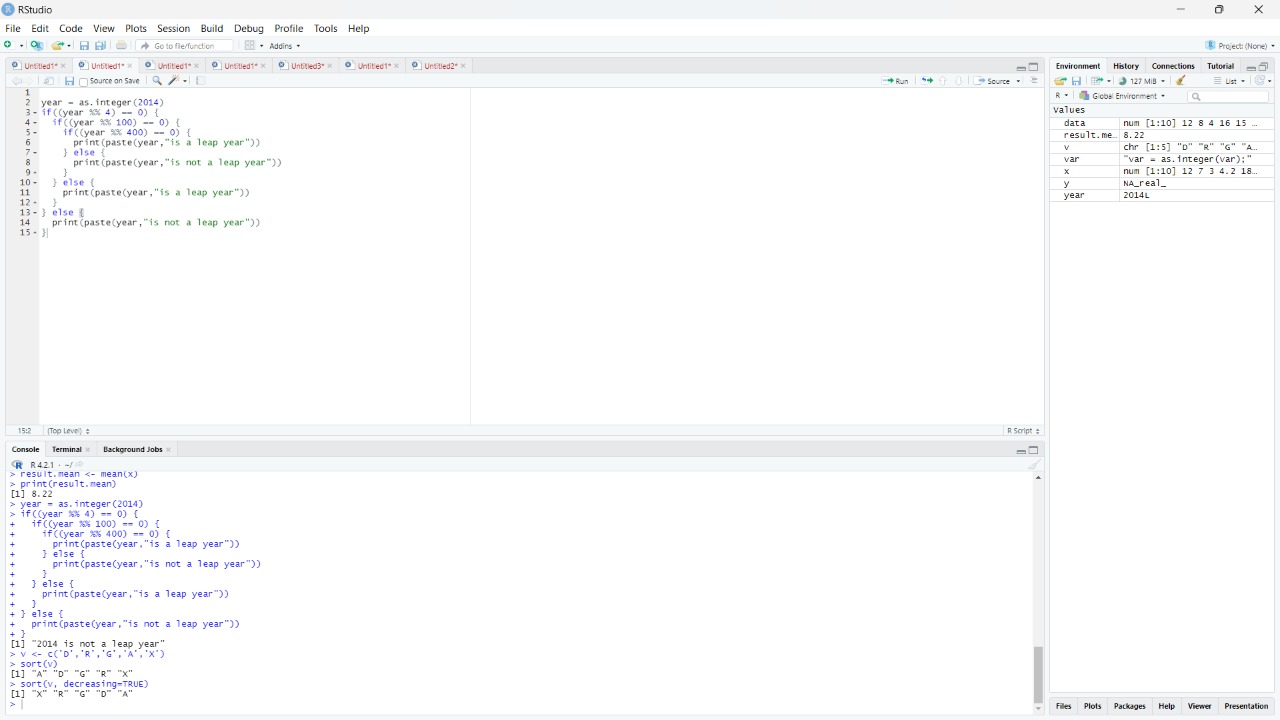 RStudio
File Edit Code View Plots Session Build Debug Profile Tools Help
Go to file/function Addins Project: (None)
Untitled1* Untitled1* Untitled1* Untitled1* Untitled3* Untitled1* Untitled2*
Source on Save Run Source
1
2 year = as.integer(2014)
3 if((year %% 4) == 0) {
4 if((year %% 100) == 0) {
5 if((year %% 400) == 0) {
6 print(paste(year,"is a leap year"))
7 } else {
8 print(paste(year,"is not a leap year"))
9 }
10 } else {
11 print(paste(year,"is a leap year"))
12 }
13 } else {
14 print(paste(year,"is not a leap year"))
15 }
15:2 (Top Level) R Script
Console Terminal Background Jobs
R 4.2.1 · ~/
> result.mean <- mean(x)
> print(result.mean)
[1] 8.22
> year = as.integer(2014)
> if((year %% 4) == 0) {
+ if((year %% 100) == 0) {
+ if((year %% 400) == 0) {
+ print(paste(year,"is a leap year"))
+ } else {
+ print(paste(year,"is not a leap year"))
+ }
+ } else {
+ print(paste(year,"is a leap year"))
+ }
+ } else {
+ print(paste(year,"is not a leap year"))
+ }
[1] "2014 is not a leap year"
> v <- c('D','R','G','A','X')
> sort(v)
[1] "A" "D" "G" "R" "X"
> sort(v, decreasing=TRUE)
[1] "X" "R" "G" "D" "A"
>
Environment History Connections Tutorial
127 MiB List
R Global Environment
Values
data num [1:10] 12 8 4 16 15 ...
result.me... 8.22
v chr [1:5] "D" "R" "G" "A...
var "var = as.integer(var);"
x num [1:10] 12 7 3 4.2 18...
y NA_real_
year 2014L
Files Plots Packages Help Viewer Presentation